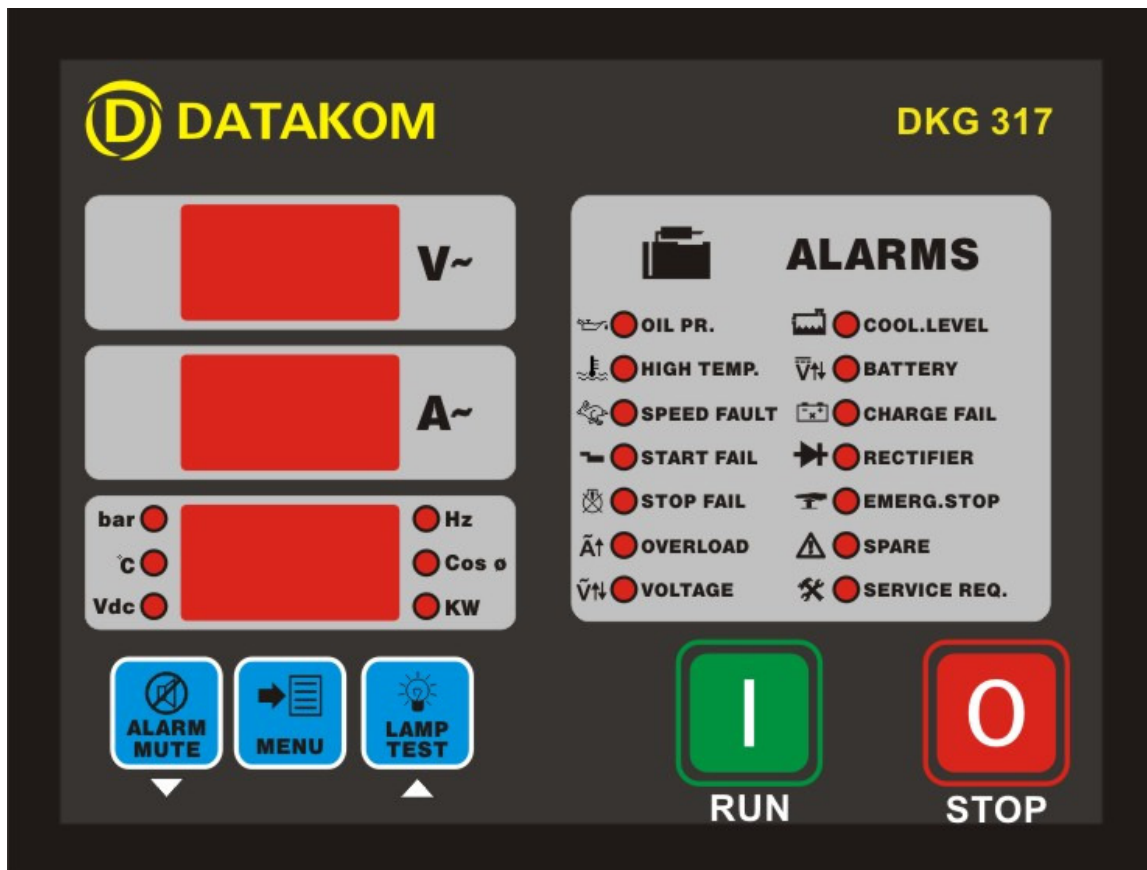 DATAKOM
DKG 317
V~
A~
bar
°C
Vdc
Hz
Cos ø
KW
ALARM
MUTE
MENU
LAMP
TEST
ALARMS
OIL PR.
HIGH TEMP.
SPEED FAULT
START FAIL
STOP FAIL
OVERLOAD
VOLTAGE
COOL.LEVEL
BATTERY
CHARGE FAIL
RECTIFIER
EMERG.STOP
SPARE
SERVICE REQ.
I
RUN
O
STOP